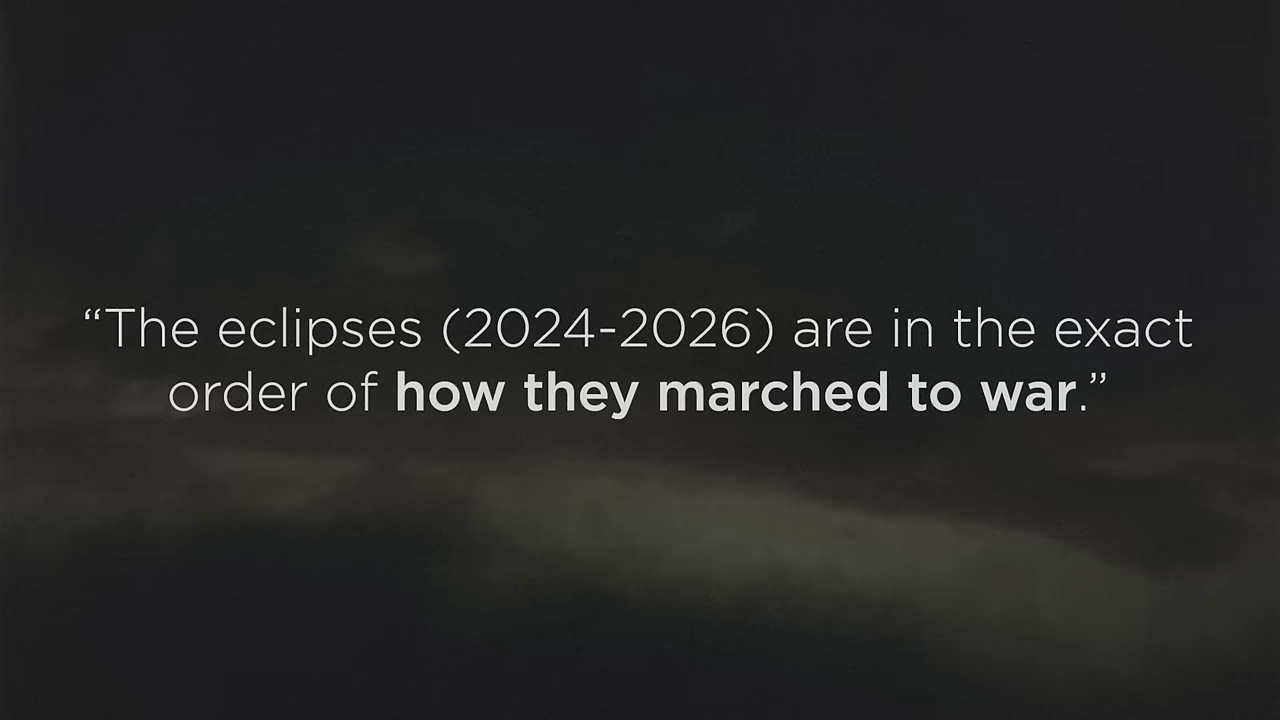 “The eclipses (2024-2026) are in the exact
order of how they marched to war.”